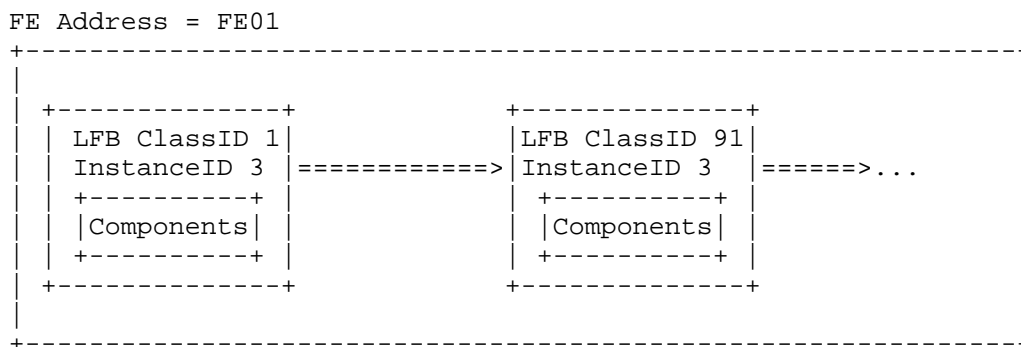 FE Address = FE01
+---------------------------------------------------------------
|
| +--------------+                +--------------+
| | LFB ClassID 1|                |LFB ClassID 91|
| | InstanceID 3 |============>|InstanceID 3  |======>...
| | +----------+ |                | +----------+ |
| | |Components| |                | |Components| |
| | +----------+ |                | +----------+ |
| +--------------+                +--------------+
|
+---------------------------------------------------------------